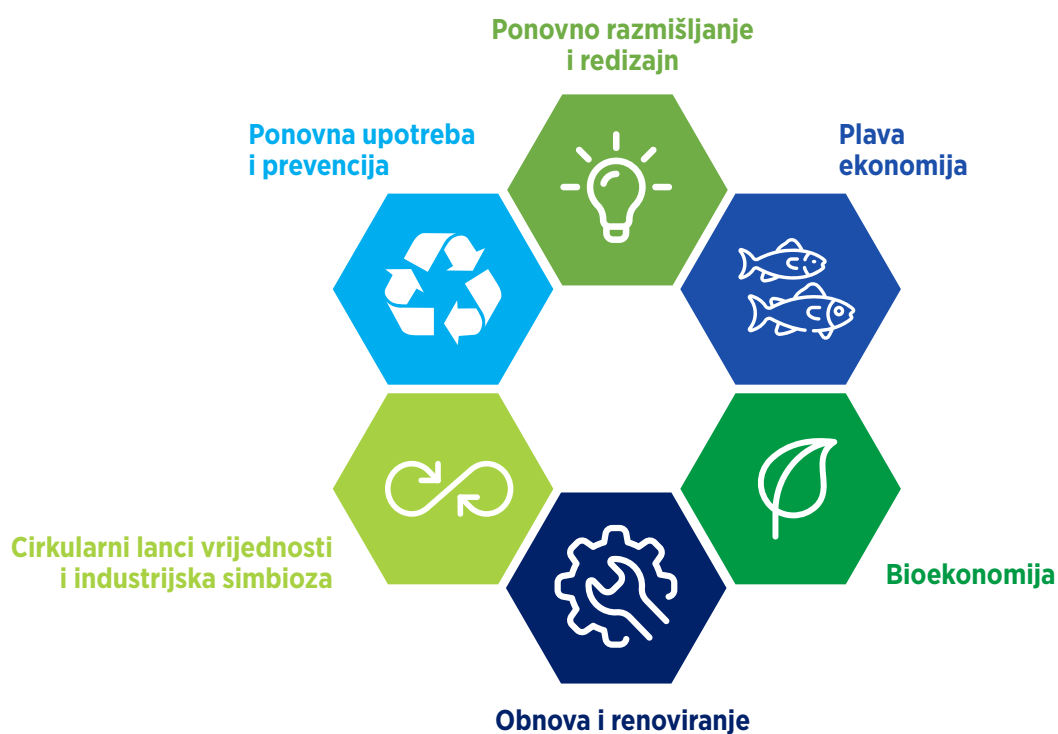 Ponovno razmišljanje
i redizajn
Ponovna upotreba
i prevencija
Plava
ekonomija
Cirkularni lanci vrijednosti
i industrijska simbioza
Bioekonomija
Obnova i renoviranje